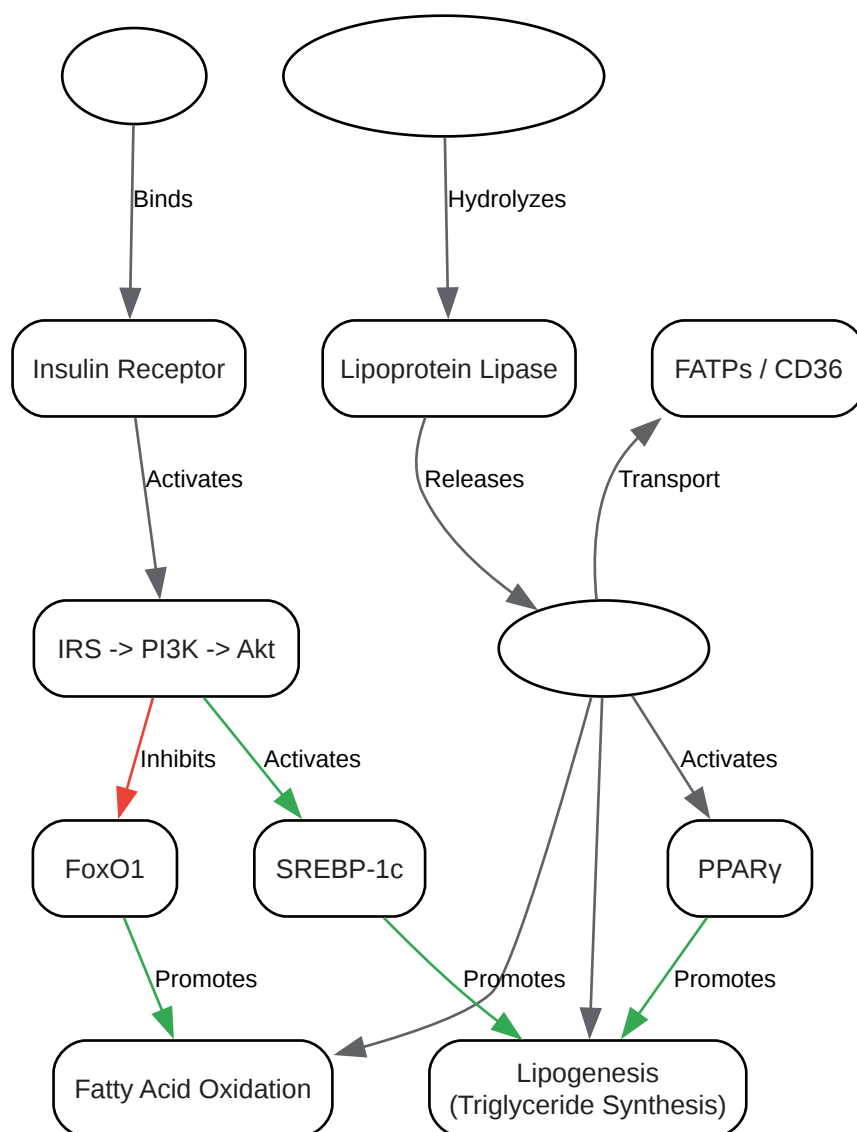 Binds
Hydrolyzes
Insulin Receptor
Lipoprotein Lipase
FATPs / CD36
Activates
Releases
Transport
IRS -> PI3K -> Akt
Inhibits
Activates
Activates
FoxO1
SREBP-1c
PPARγ
Promotes
Promotes
Promotes
Fatty Acid Oxidation
Lipogenesis
(Triglyceride Synthesis)